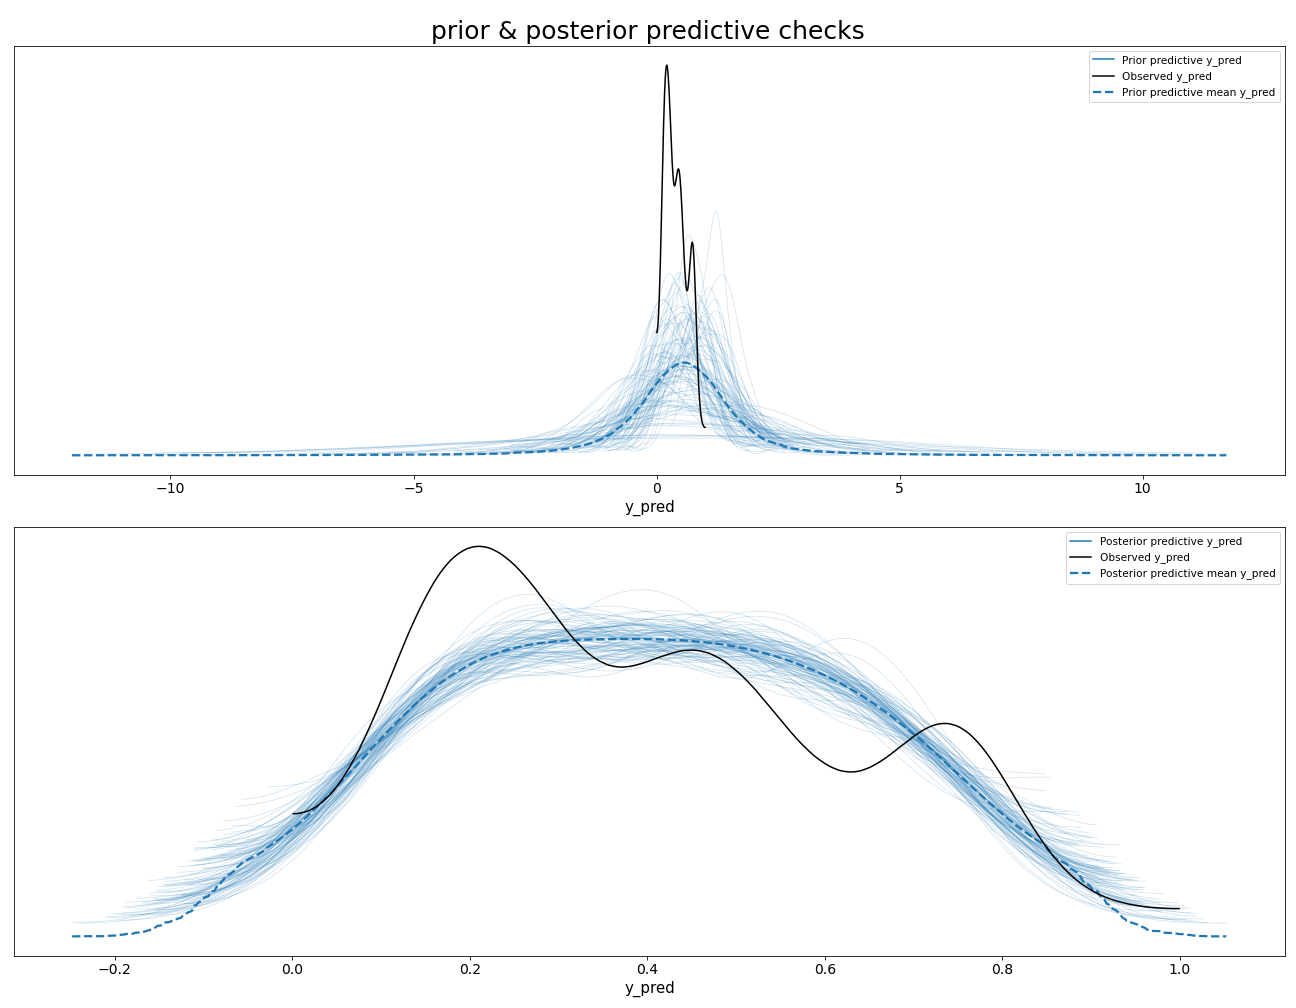 prior & posterior predictive checks
Prior predictive y_pred
Observed y_pred
Prior predictive mean y_pred
−10
−5
0
5
10
y_pred
Posterior predictive y_pred
Observed y_pred
Posterior predictive mean y_pred
−0.2
0.0
0.2
0.4
0.6
0.8
1.0
y_pred